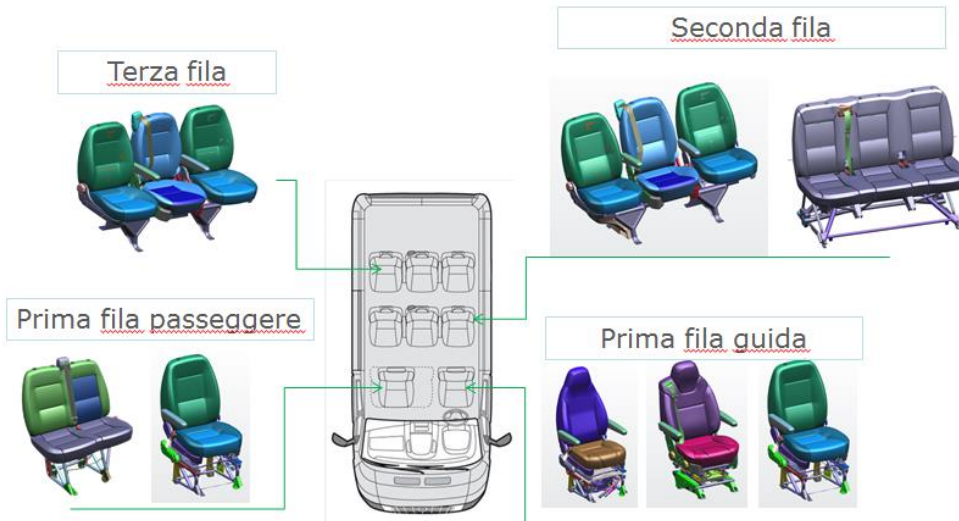 Seconda fila
Terza fila
Prima fila passeggere
Prima fila guida